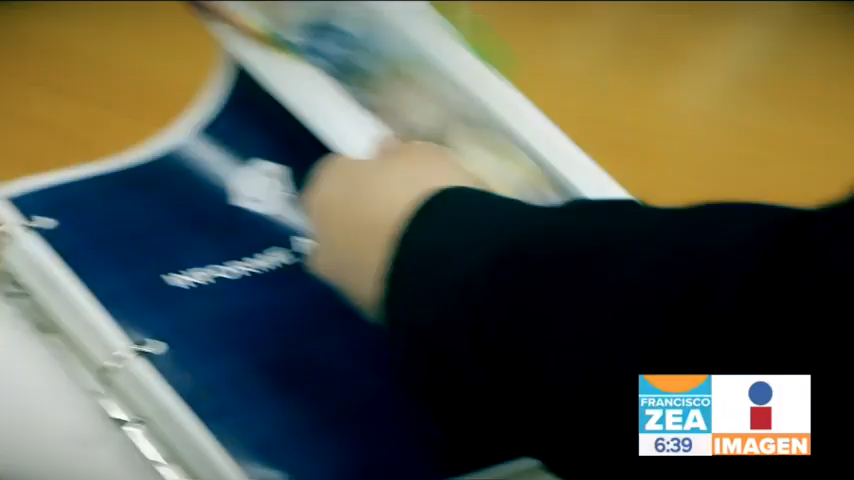 INFORME
FRANCISCO
ZEA
6:39
IMAGEN